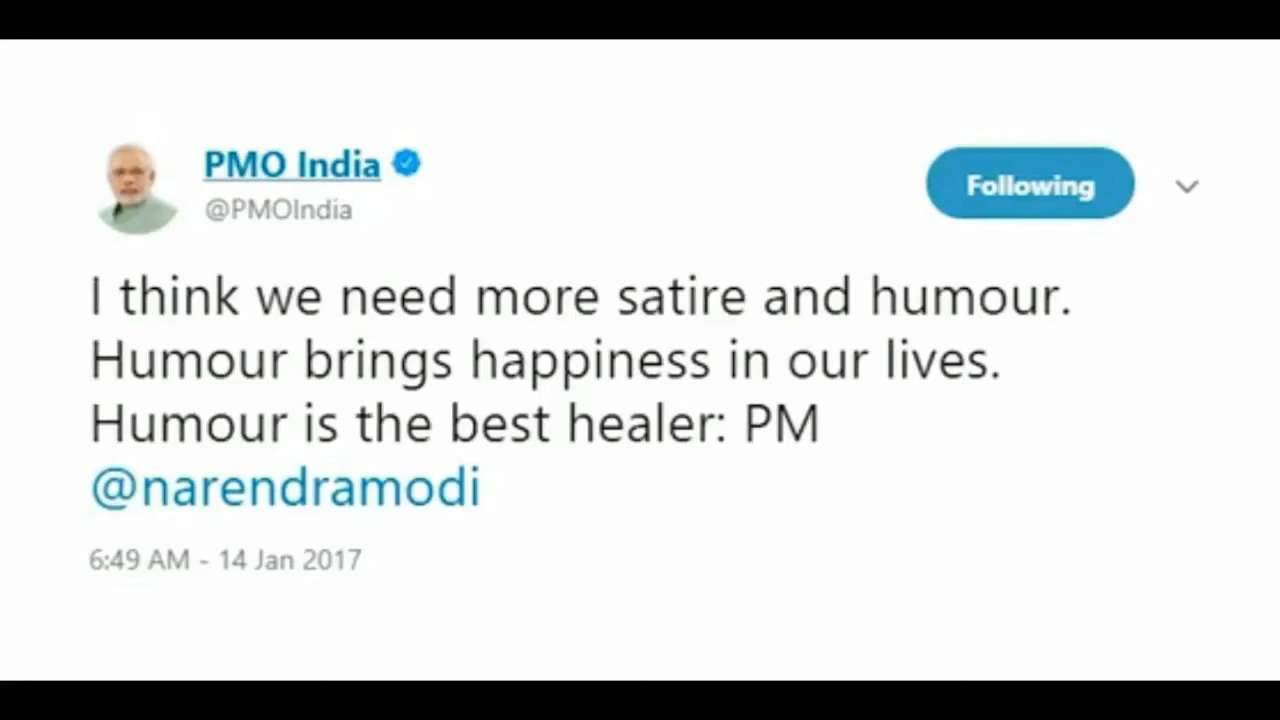 PMO India
@PMOIndia
Following
I think we need more satire and humour.
Humour brings happiness in our lives.
Humour is the best healer: PM
@narendramodi
6:49 AM - 14 Jan 2017